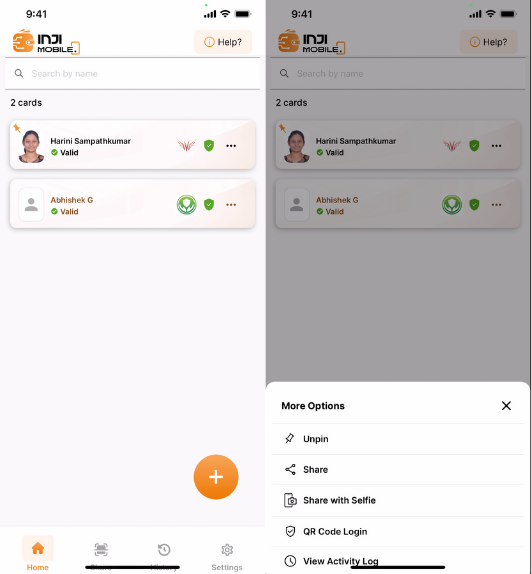 9:41
INJI
MOBILE.
Help?
Search by name
2 cards
Harini Sampathkumar
Valid
Abhishek G
Valid
Home
Share
History
Settings
9:41
INJI
MOBILE.
Help?
Search by name
2 cards
Harini Sampathkumar
Valid
Abhishek G
Valid
More Options
Unpin
Share
Share with Selfie
QR Code Login
View Activity Log